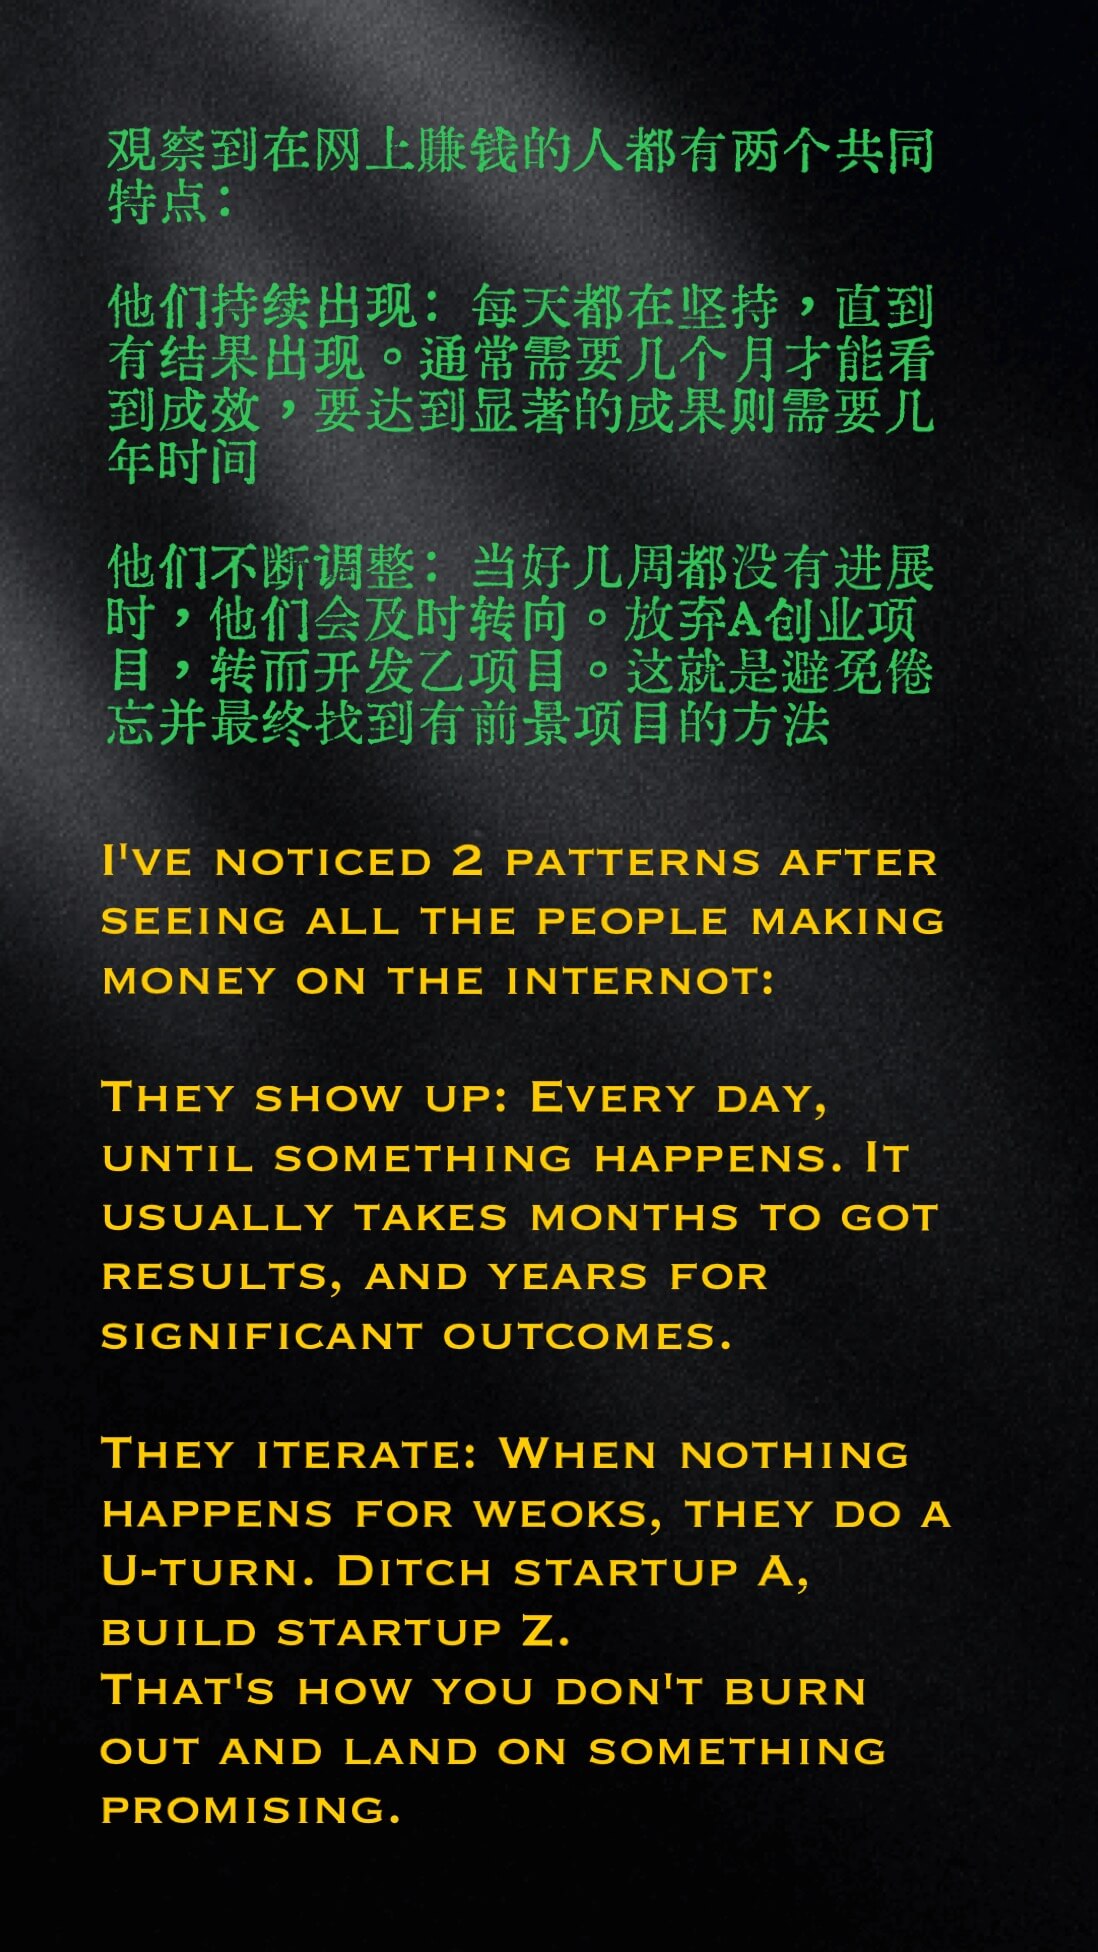 观察到在网上賺钱的人都有两个共同
特点：
他们持续出现：每天都在坚持，直到
有结果出现。通常需要几个月才能看
到成效，要达到显著的成果则需要几
年时间
他们不断调整：当好几周都没有进展
时，他们会及时转向。放弃A创业项
目，转而开发乙项目。这就是避免倦
忘并最终找到有前景项目的方法
I'VE NOTICED 2 PATTERNS AFTER
SEEING ALL THE PEOPLE MAKING
MONEY ON THE INTERNOT:
THEY SHOW UP: EVERY DAY,
UNTIL SOMETHING HAPPENS. IT
USUALLY TAKES MONTHS TO GOT
RESULTS, AND YEARS FOR
SIGNIFICANT OUTCOMES.
THEY ITERATE: WHEN NOTHING
HAPPENS FOR WEOKS, THEY DO A
U-TURN. DITCH STARTUP A,
BUILD STARTUP Z.
THAT'S HOW YOU DON'T BURN
OUT AND LAND ON SOMETHING
PROMISING.